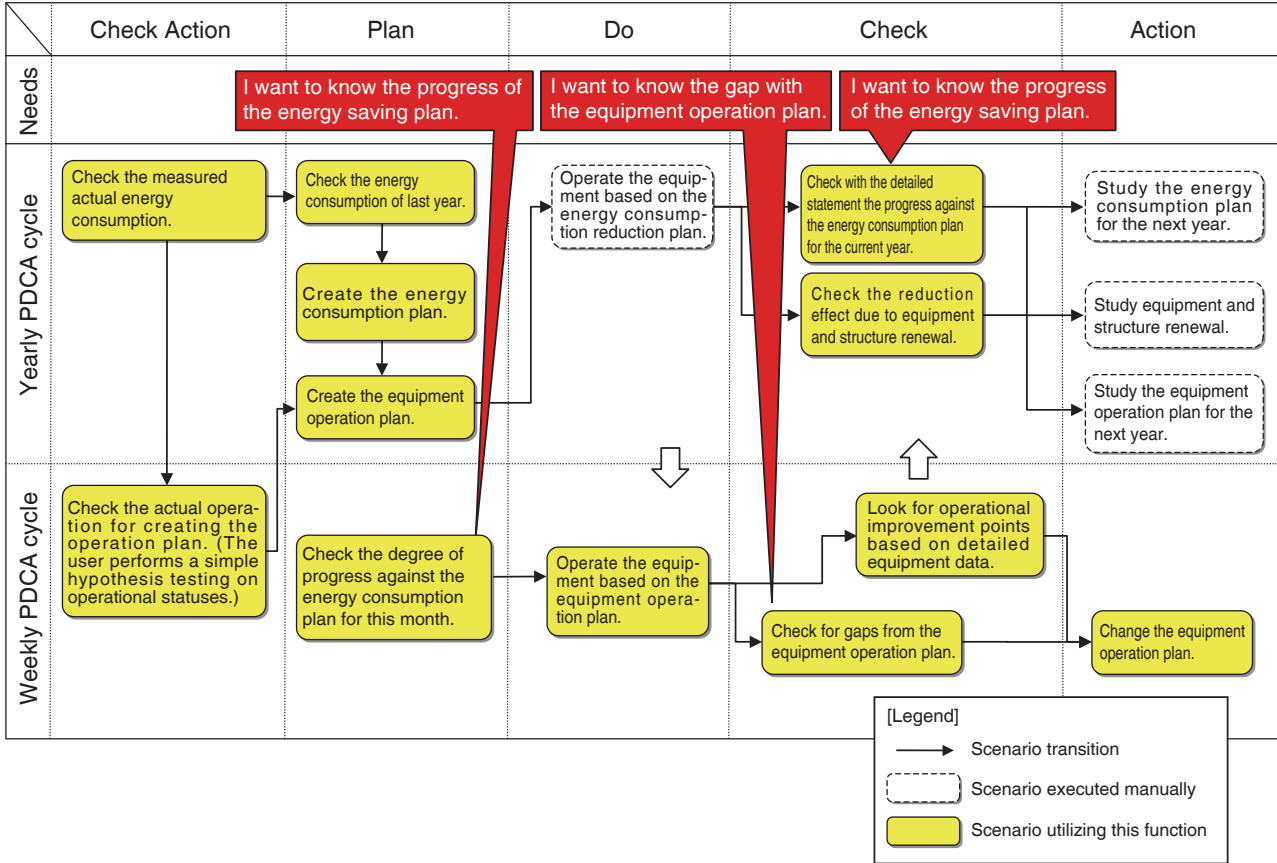 Check Action
Plan
Do
Check
Action
Needs
I want to know the progress of
the energy saving plan.
I want to know the gap with
the equipment operation plan.
I want to know the progress
of the energy saving plan.
Yearly PDCA cycle
Check the measured
actual energy
consumption.
Check the energy
consumption of last year.
Create the energy
consumption plan.
Create the equipment
operation plan.
Operate the equip-
ment based on the
energy consump-
tion reduction plan.
Check with the detailed
statement the progress against
the energy consumption plan
for the current year.
Check the reduction
effect due to equipment
and structure renewal.
Study the energy
consumption plan
for the next year.
Study equipment and
structure renewal.
Study the equipment
operation plan for the
next year.
Weekly PDCA cycle
Check the actual opera-
tion for creating the
operation plan. (The
user performs a simple
hypothesis testing on
operational statuses.)
Check the degree of
progress against the
energy consumption
plan for this month.
Operate the equip-
ment based on the
equipment opera-
tion plan.
Look for operational
improvement points
based on detailed
equipment data.
Check for gaps from the
equipment operation plan.
Change the equipment
operation plan.
[Legend]
Scenario transition
Scenario executed manually
Scenario utilizing this function